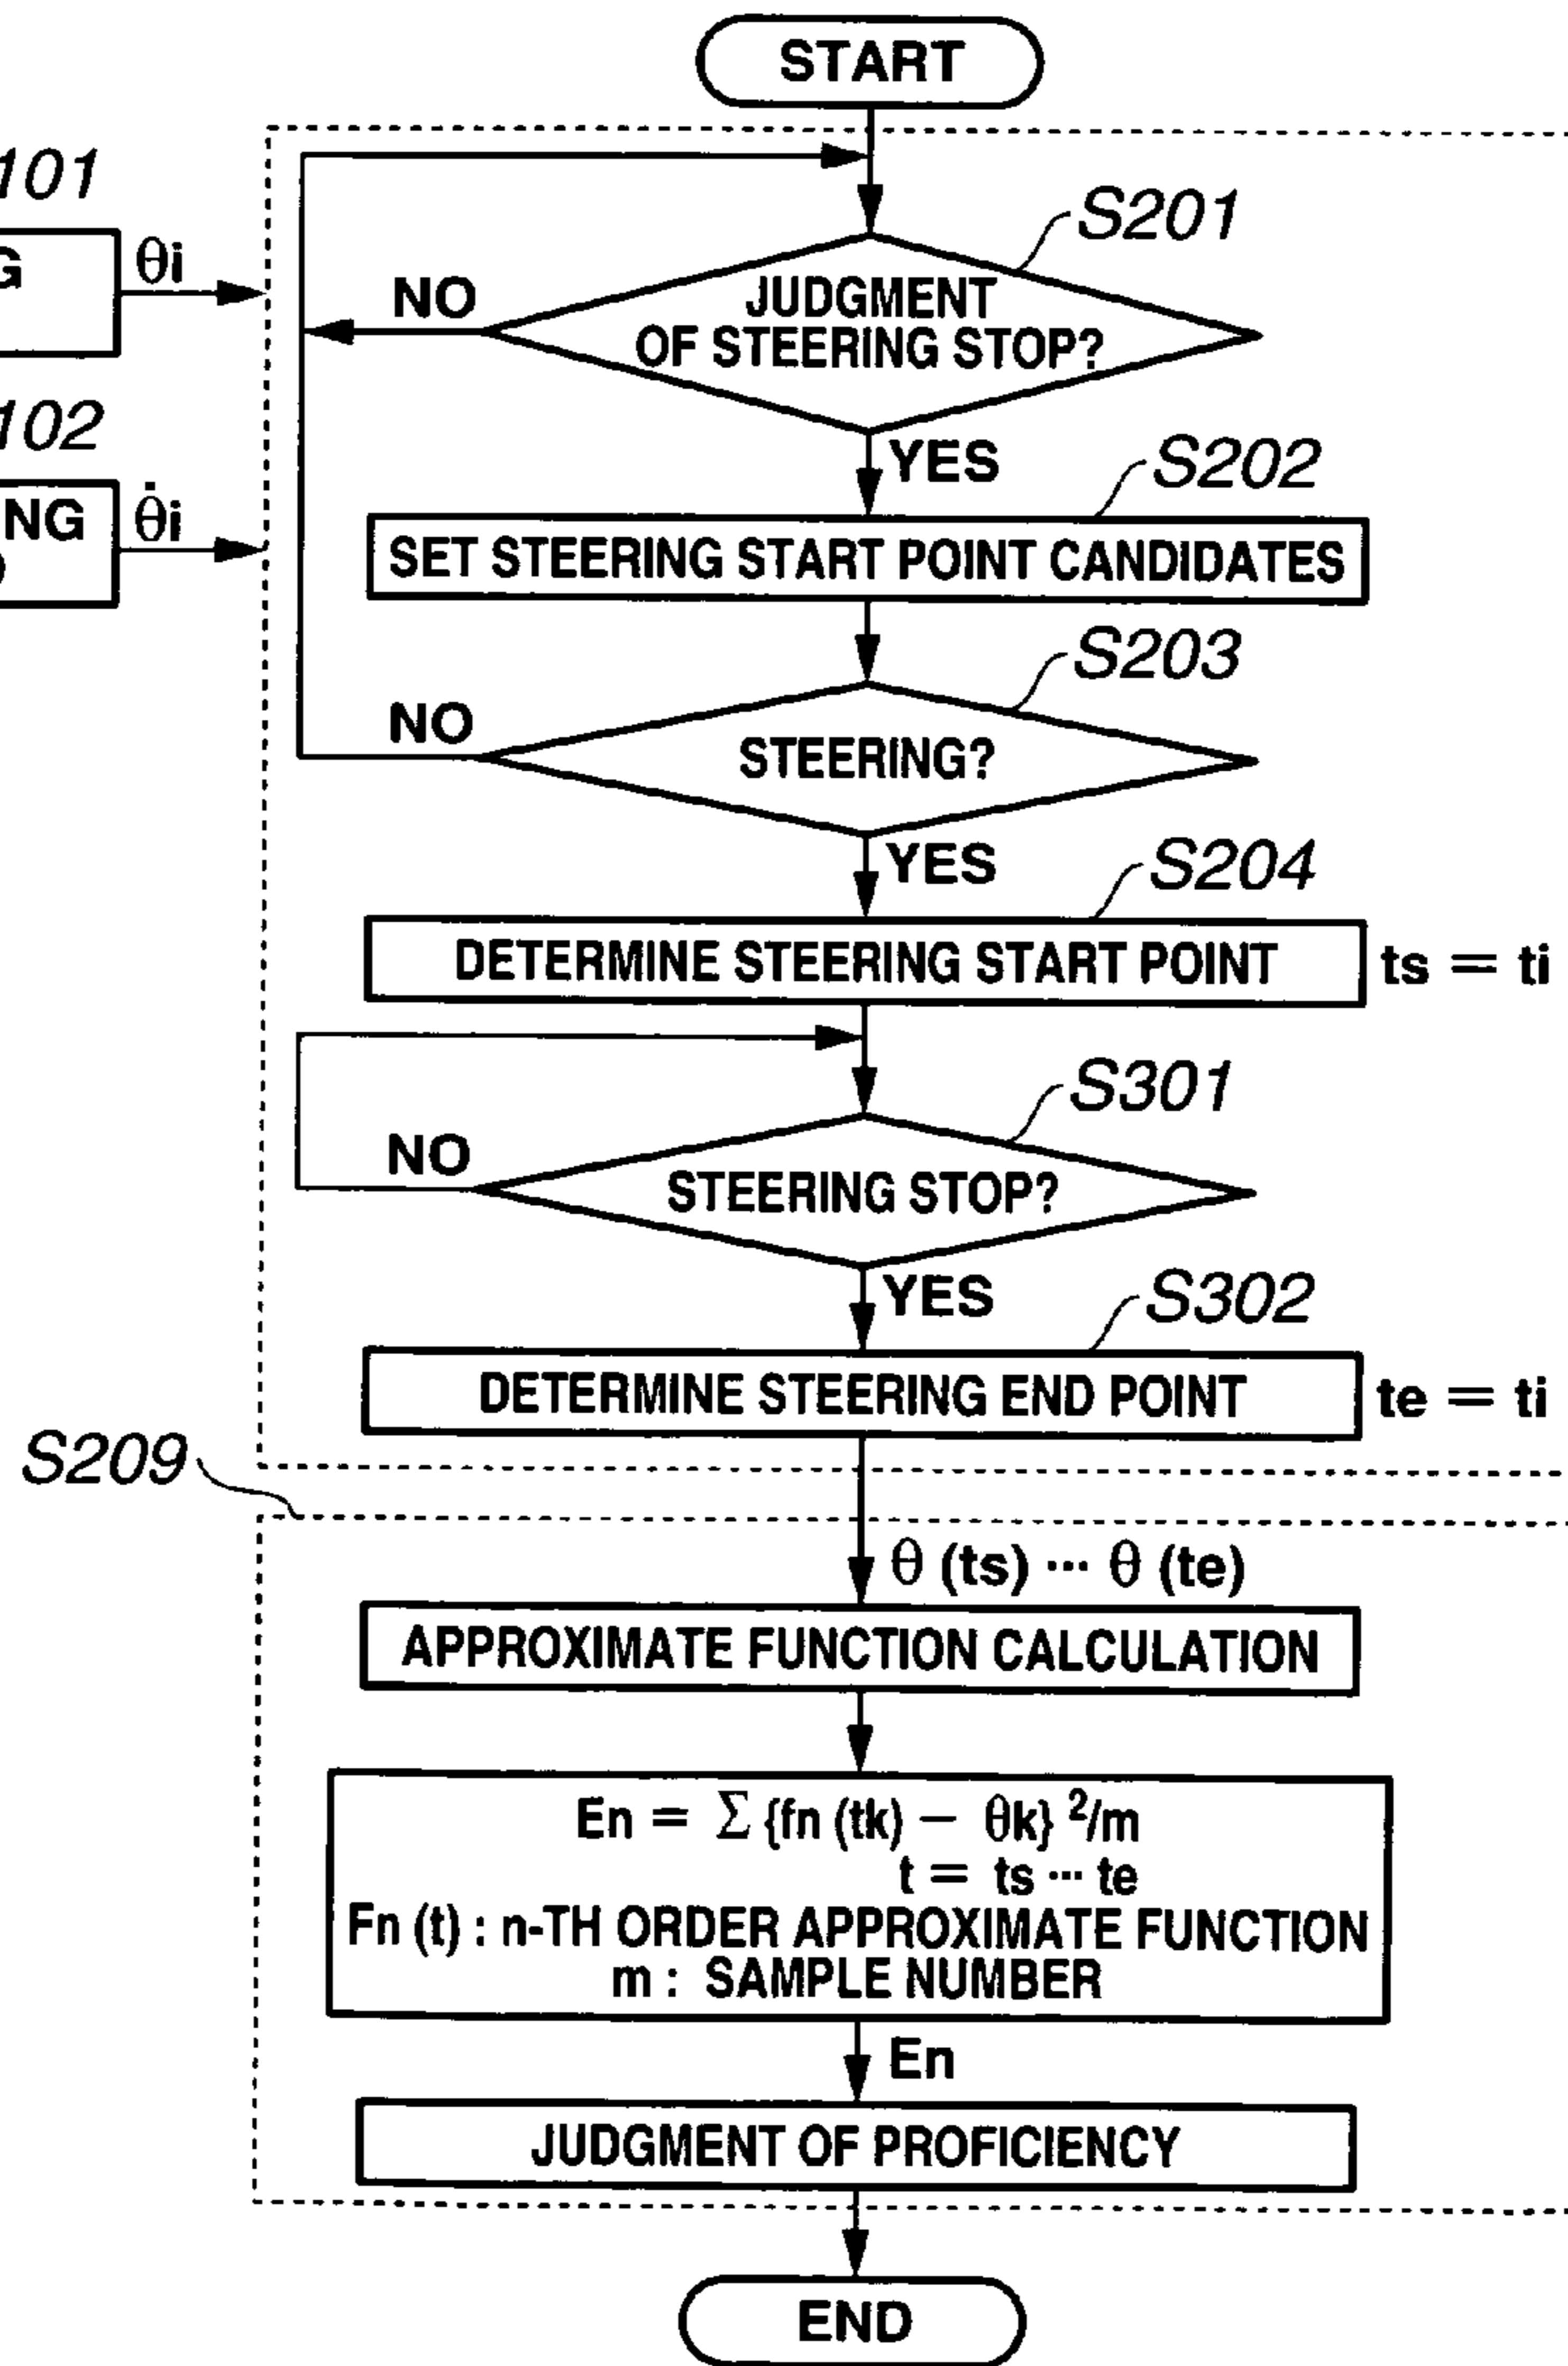 START
101
G
θi
S201
JUDGMENT
OF STEERING STOP?
NO
YES
102
NG
θ̇i
S202
SET STEERING START POINT CANDIDATES
S203
STEERING?
NO
YES
S204
DETERMINE STEERING START POINT
ts = ti
S301
STEERING STOP?
NO
YES
S302
DETERMINE STEERING END POINT
te = ti
S209
θ (ts) ··· θ (te)
APPROXIMATE FUNCTION CALCULATION
En = Σ {fn (tk) − θk} ²/m
t = ts ··· te
Fn (t) : n-TH ORDER APPROXIMATE FUNCTION
m : SAMPLE NUMBER
En
JUDGMENT OF PROFICIENCY
END